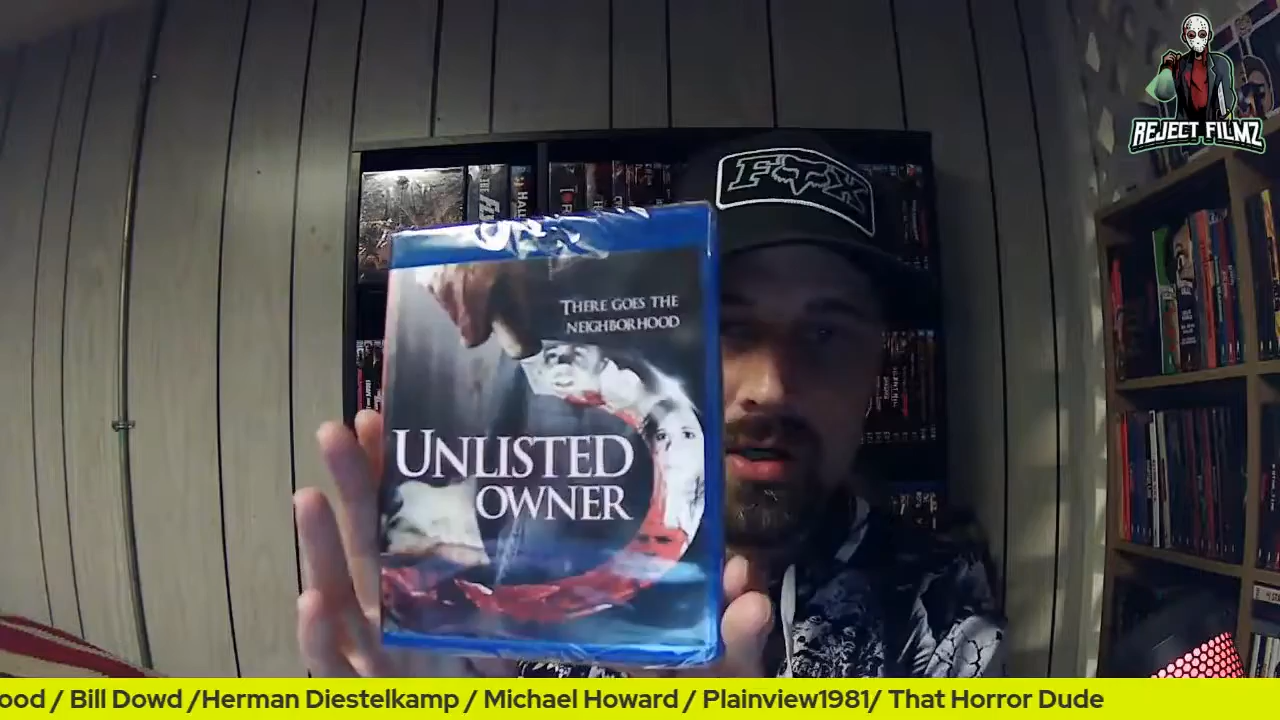 REJECT FILMZ
FOX
THERE GOES THE
NEIGHBORHOOD
UNLISTED
OWNER
ood / Bill Dowd /Herman Diestelkamp / Michael Howard / Plainview1981/ That Horror Dude